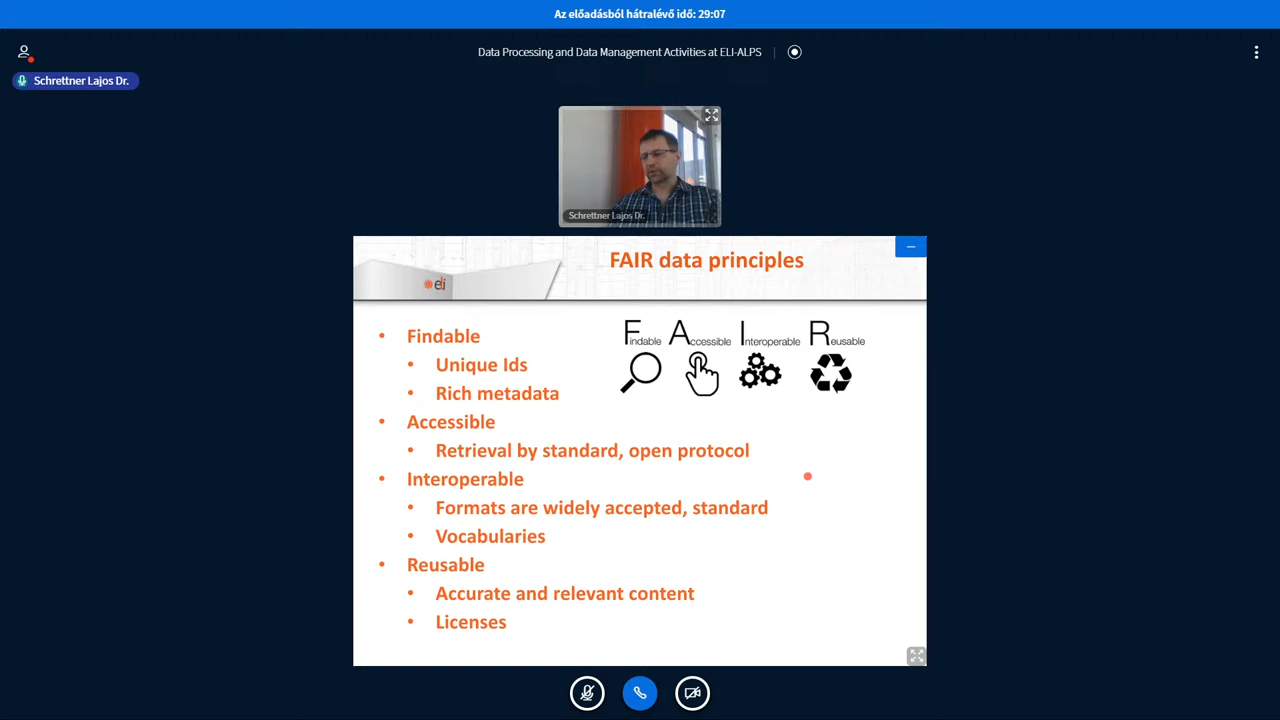 Az előadásból hátralévő idő: 29:07
Data Processing and Data Management Activities at ELI-ALPS
Schrettner Lajos Dr.
Schrettner Lajos Dr.
FAIR data principles
eli
Findable Accessible Interoperable Reusable
• Findable
• Unique Ids
• Rich metadata
• Accessible
• Retrieval by standard, open protocol
• Interoperable
• Formats are widely accepted, standard
• Vocabularies
• Reusable
• Accurate and relevant content
• Licenses